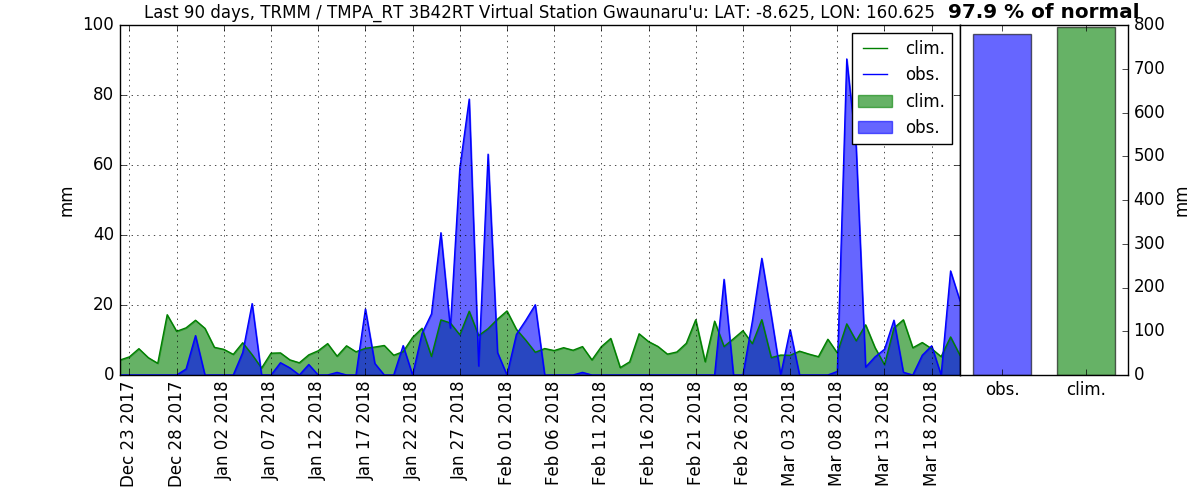 Last 90 days, TRMM / TMPA_RT 3B42RT Virtual Station Gwaunaru'u: LAT: -8.625, LON: 160.625
97.9 % of normal
100
80
60
40
20
0
mm
clim.
obs.
clim.
obs.
Dec 23 2017
Dec 28 2017
Jan 02 2018
Jan 07 2018
Jan 12 2018
Jan 17 2018
Jan 22 2018
Jan 27 2018
Feb 01 2018
Feb 06 2018
Feb 11 2018
Feb 16 2018
Feb 21 2018
Feb 26 2018
Mar 03 2018
Mar 08 2018
Mar 13 2018
Mar 18 2018
800
700
600
500
400
300
200
100
0
mm
obs.
clim.